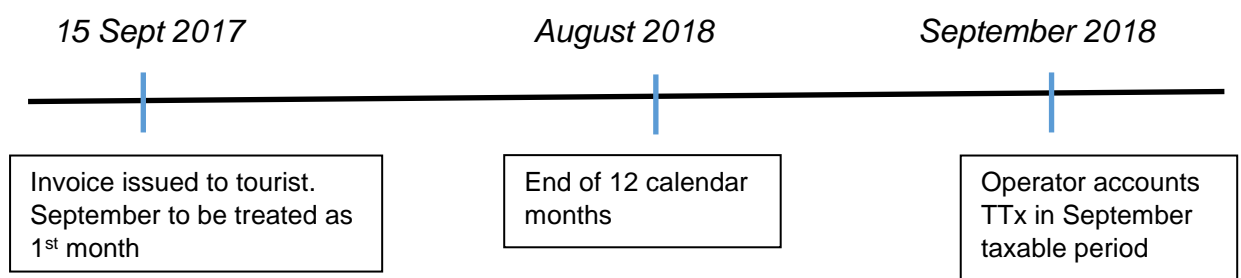 15 Sept 2017 August 2018 September 2018
Invoice issued to tourist.
September to be treated as
1st month
End of 12 calendar
months
Operator accounts
TTx in September
taxable period